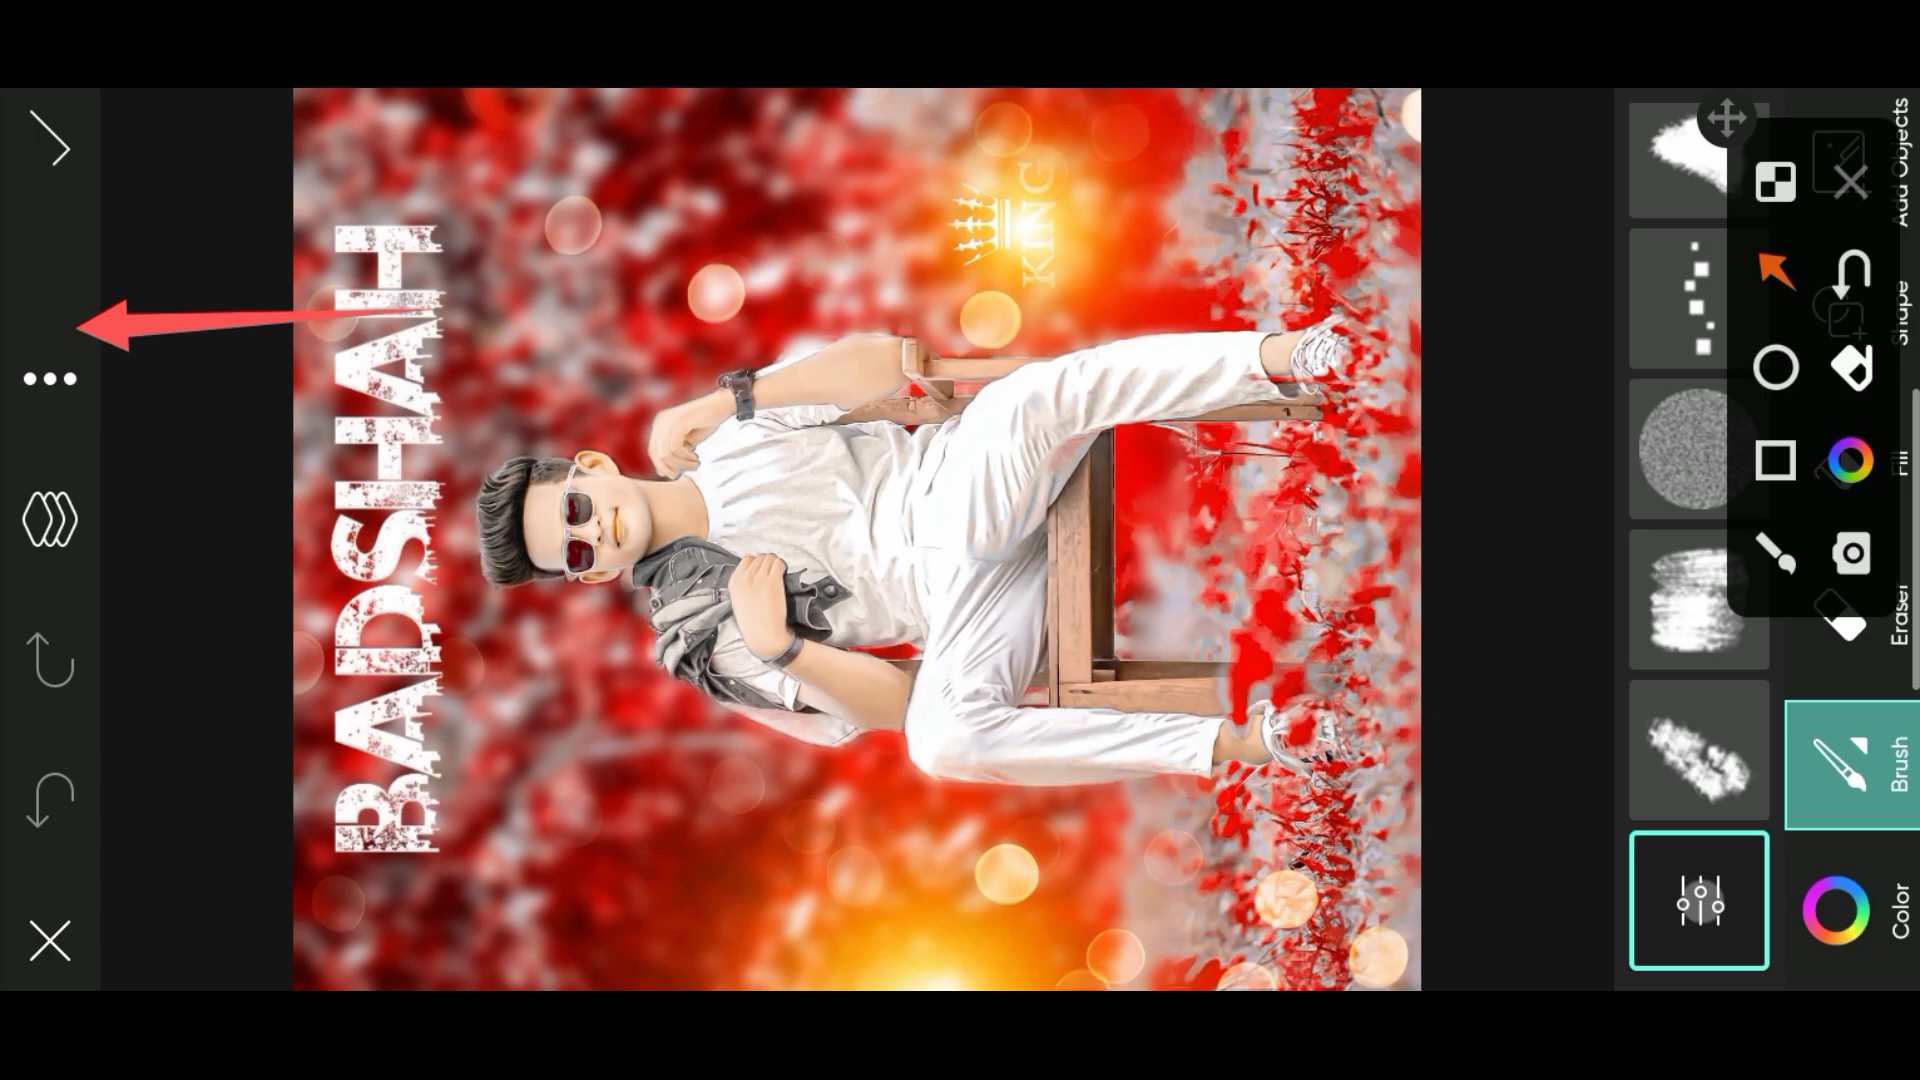 BADSHAH
KING
Color
Brush
Eraser
Fill
Shape
Add Objects